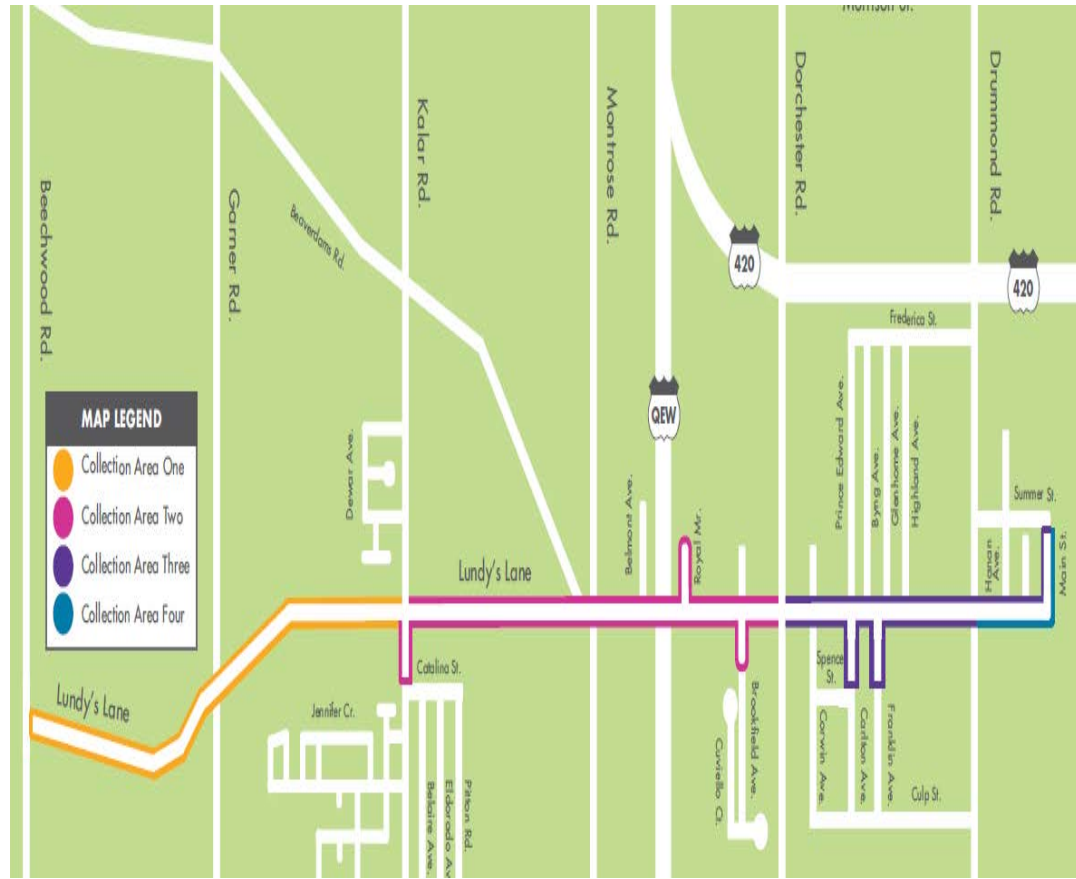 Morrison St.
Beechwood Rd.
Garner Rd.
Beaverdams Rd.
Kalar Rd.
Montrose Rd.
Dorchester Rd.
Drummond Rd.
420
420
QEW
Frederica St.
MAP LEGEND
Collection Area One
Collection Area Two
Collection Area Three
Collection Area Four
Dewar Ave.
Lundy's Lane
Belmont Ave.
Royal Mr.
Prince Edward Ave.
Byng Ave.
Glenholme Ave.
Highland Ave.
Summer St.
Hanan Ave.
Main St.
Lundy's Lane
Catalina St.
Jennifer Cr.
Belaire Ave.
Eldorado Av
Pitton Rd.
Cuviello Ct.
Brookfield Ave.
Spence St.
Corwin Ave.
Carlton Ave.
Franklin Ave.
Culp St.